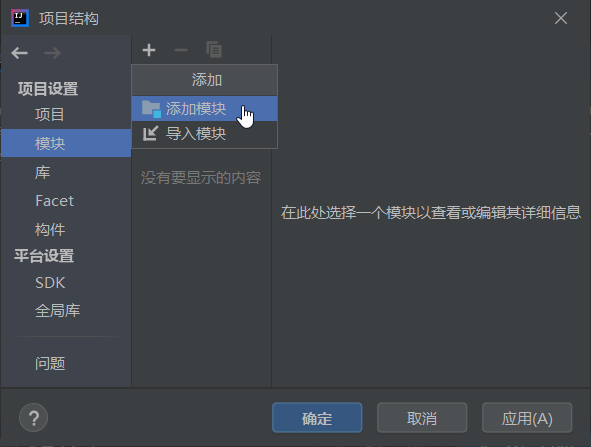 项目结构
项目设置
项目
模块
库
Facet
构件
平台设置
SDK
全局库
问题
添加
添加模块
导入模块
没有要显示的内容
在此处选择一个模块以查看或编辑其详细信息
?
确定
取消
应用(A)